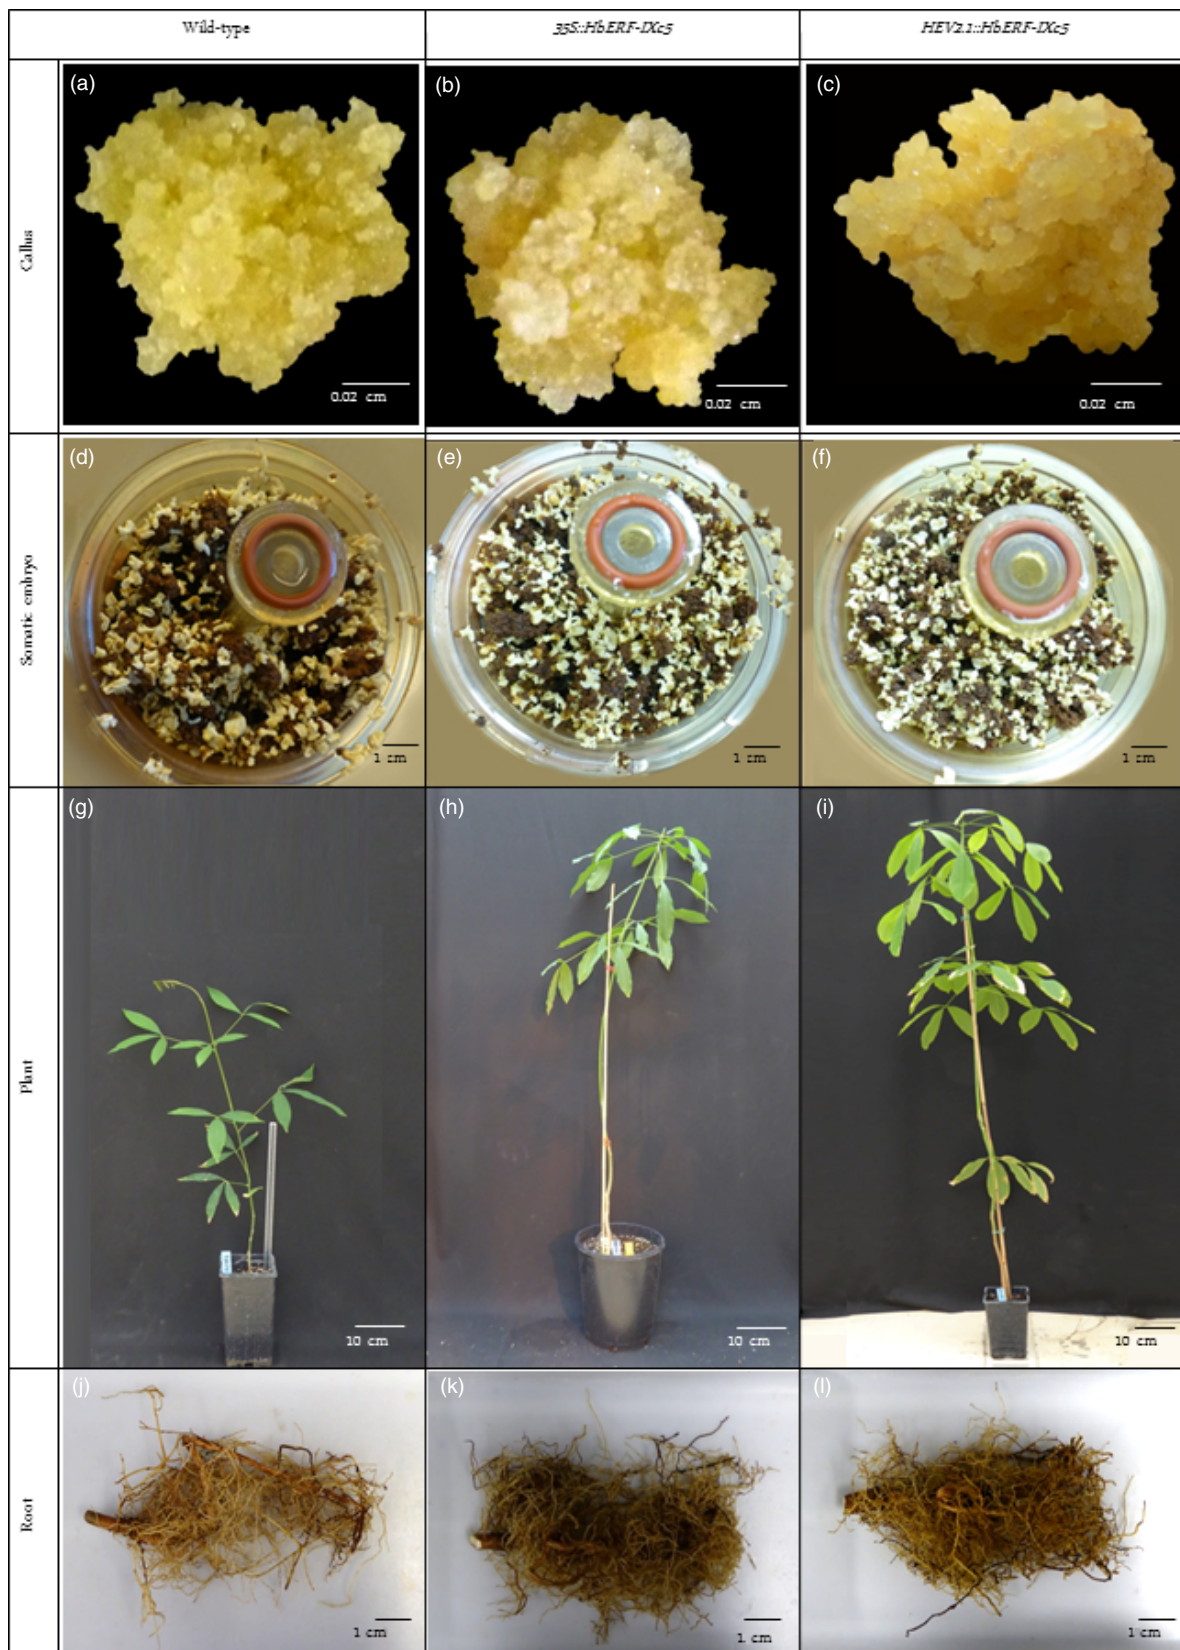 Wild-type
35S::HbERF-IXc5
HEV2.1::HbERF-IXc5
Callus
(a)
0.02 cm
(b)
0.02 cm
(c)
0.02 cm
Somatic embryo
(d)
1 cm
(e)
1 cm
(f)
1 cm
Plant
(g)
10 cm
(h)
10 cm
(i)
10 cm
Root
(j)
1 cm
(k)
1 cm
(l)
1 cm